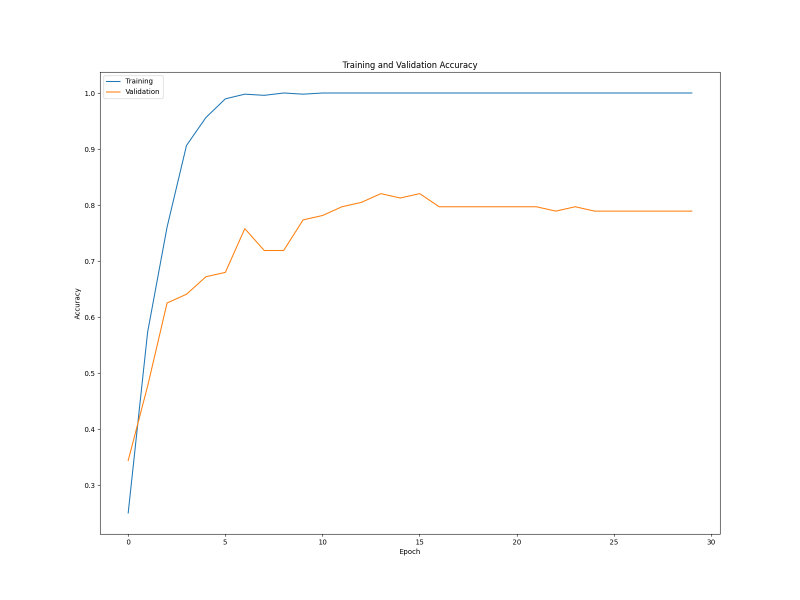 Training and Validation Accuracy
Training
Validation
1.0
0.9
0.8
0.7
0.6
0.5
0.4
0.3
Accuracy
0 5 10 15 20 25 30
Epoch